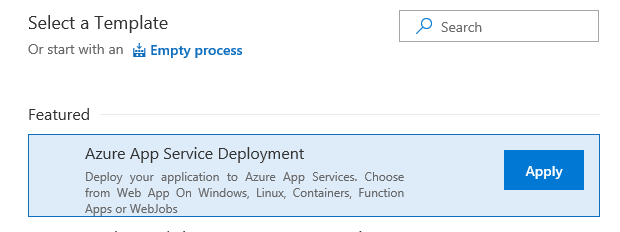 Select a Template
Search
Or start with an Empty process
Featured
Azure App Service Deployment
Deploy your application to Azure App Services. Choose
from Web App On Windows, Linux, Containers, Function
Apps or WebJobs
Apply